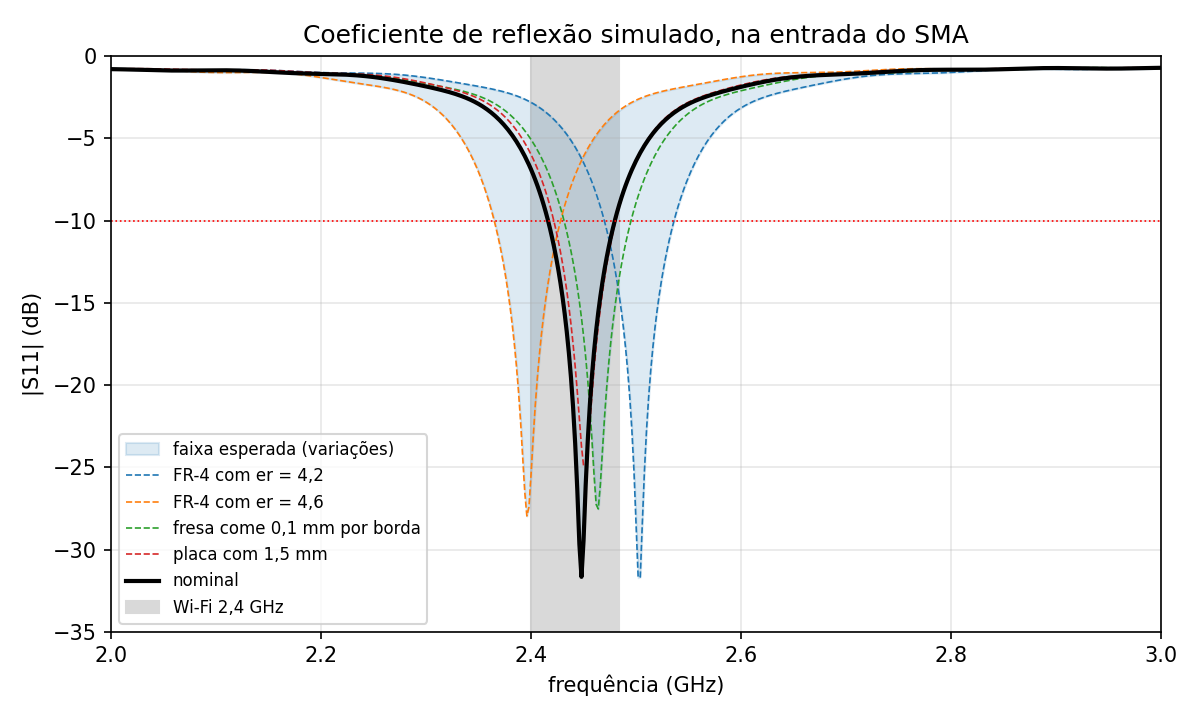 Coeficiente de reflexão simulado, na entrada do SMA
|S11| (dB)
0
−5
−10
−15
−20
−25
−30
−35
faixa esperada (variações)
FR-4 com er = 4,2
FR-4 com er = 4,6
fresa come 0,1 mm por borda
placa com 1,5 mm
nominal
Wi-Fi 2,4 GHz
2.0 2.2 2.4 2.6 2.8 3.0
frequência (GHz)